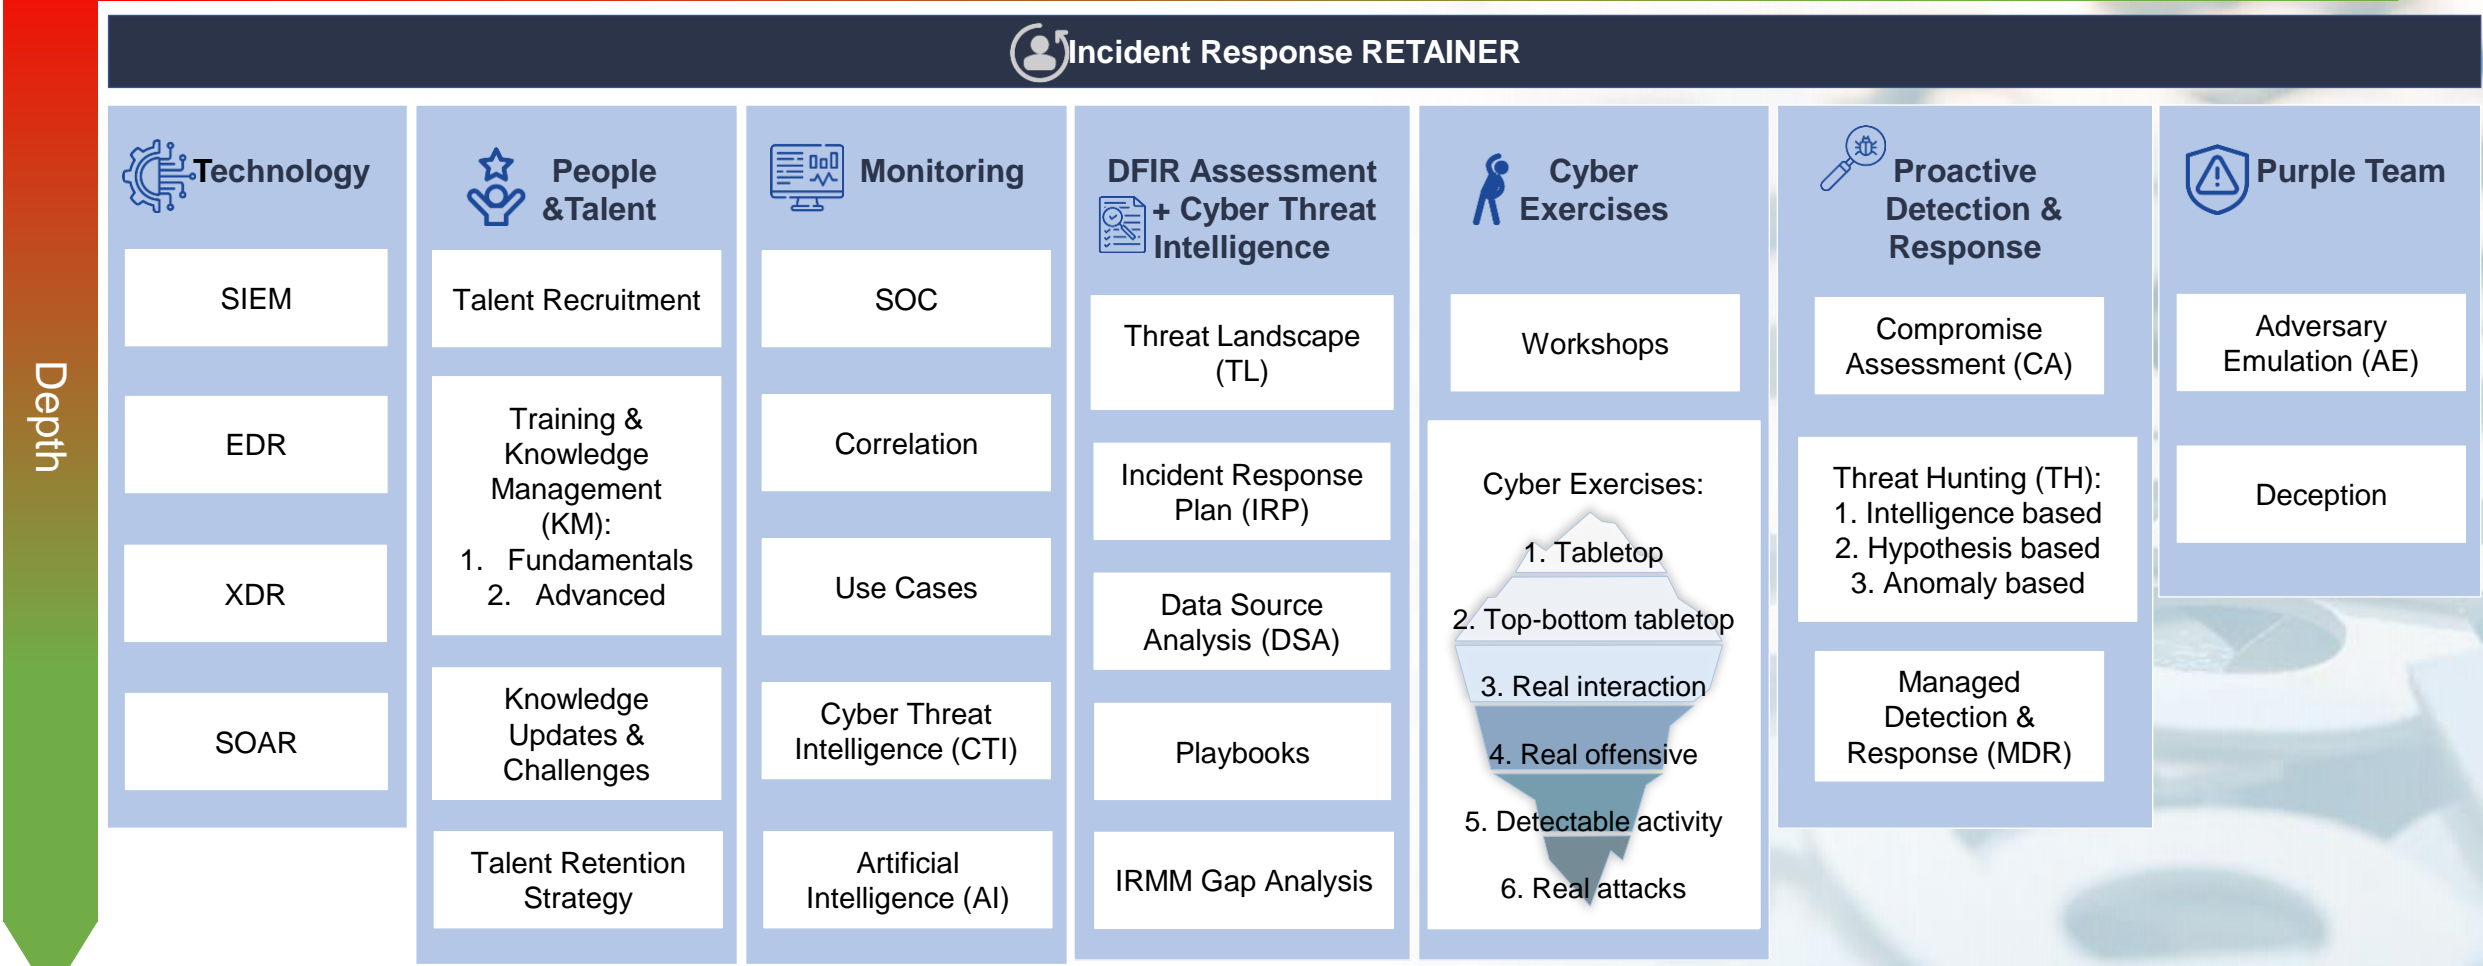 Incident Response RETAINER
Depth
Technology
SIEM
EDR
XDR
SOAR
People
&Talent
Talent Recruitment
Training &
Knowledge
Management
(KM):
1. Fundamentals
2. Advanced
Knowledge
Updates &
Challenges
Talent Retention
Strategy
Monitoring
SOC
Correlation
Use Cases
Cyber Threat
Intelligence (CTI)
Artificial
Intelligence (AI)
DFIR Assessment
+ Cyber Threat
Intelligence
Threat Landscape
(TL)
Incident Response
Plan (IRP)
Data Source
Analysis (DSA)
Playbooks
IRMM Gap Analysis
Cyber
Exercises
Workshops
Cyber Exercises:
1. Tabletop
2. Top-bottom tabletop
3. Real interaction
4. Real offensive
5. Detectable activity
6. Real attacks
Proactive
Detection &
Response
Compromise
Assessment (CA)
Threat Hunting (TH):
1. Intelligence based
2. Hypothesis based
3. Anomaly based
Managed
Detection &
Response (MDR)
Purple Team
Adversary
Emulation (AE)
Deception